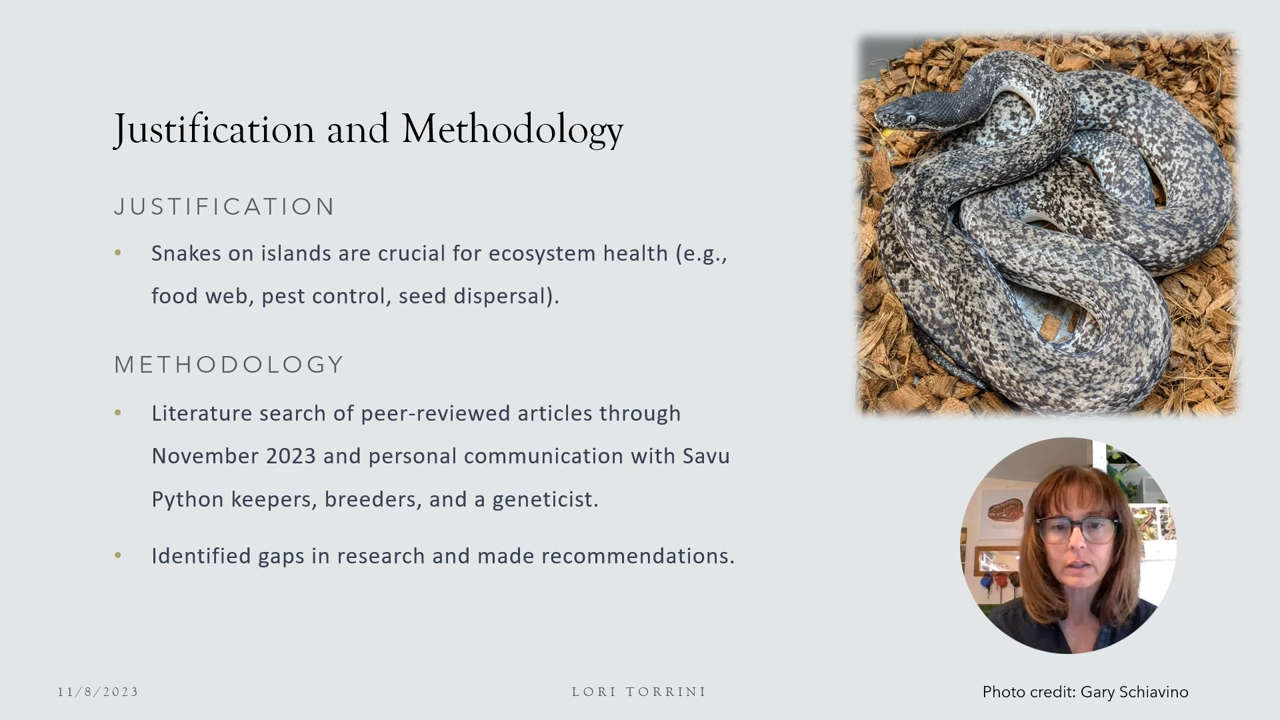 Justification and Methodology
JUSTIFICATION
• Snakes on islands are crucial for ecosystem health (e.g.,
food web, pest control, seed dispersal).
METHODOLOGY
• Literature search of peer-reviewed articles through
November 2023 and personal communication with Savu
Python keepers, breeders, and a geneticist.
• Identified gaps in research and made recommendations.
11/8/2023
LORI TORRINI
Photo credit: Gary Schiavino